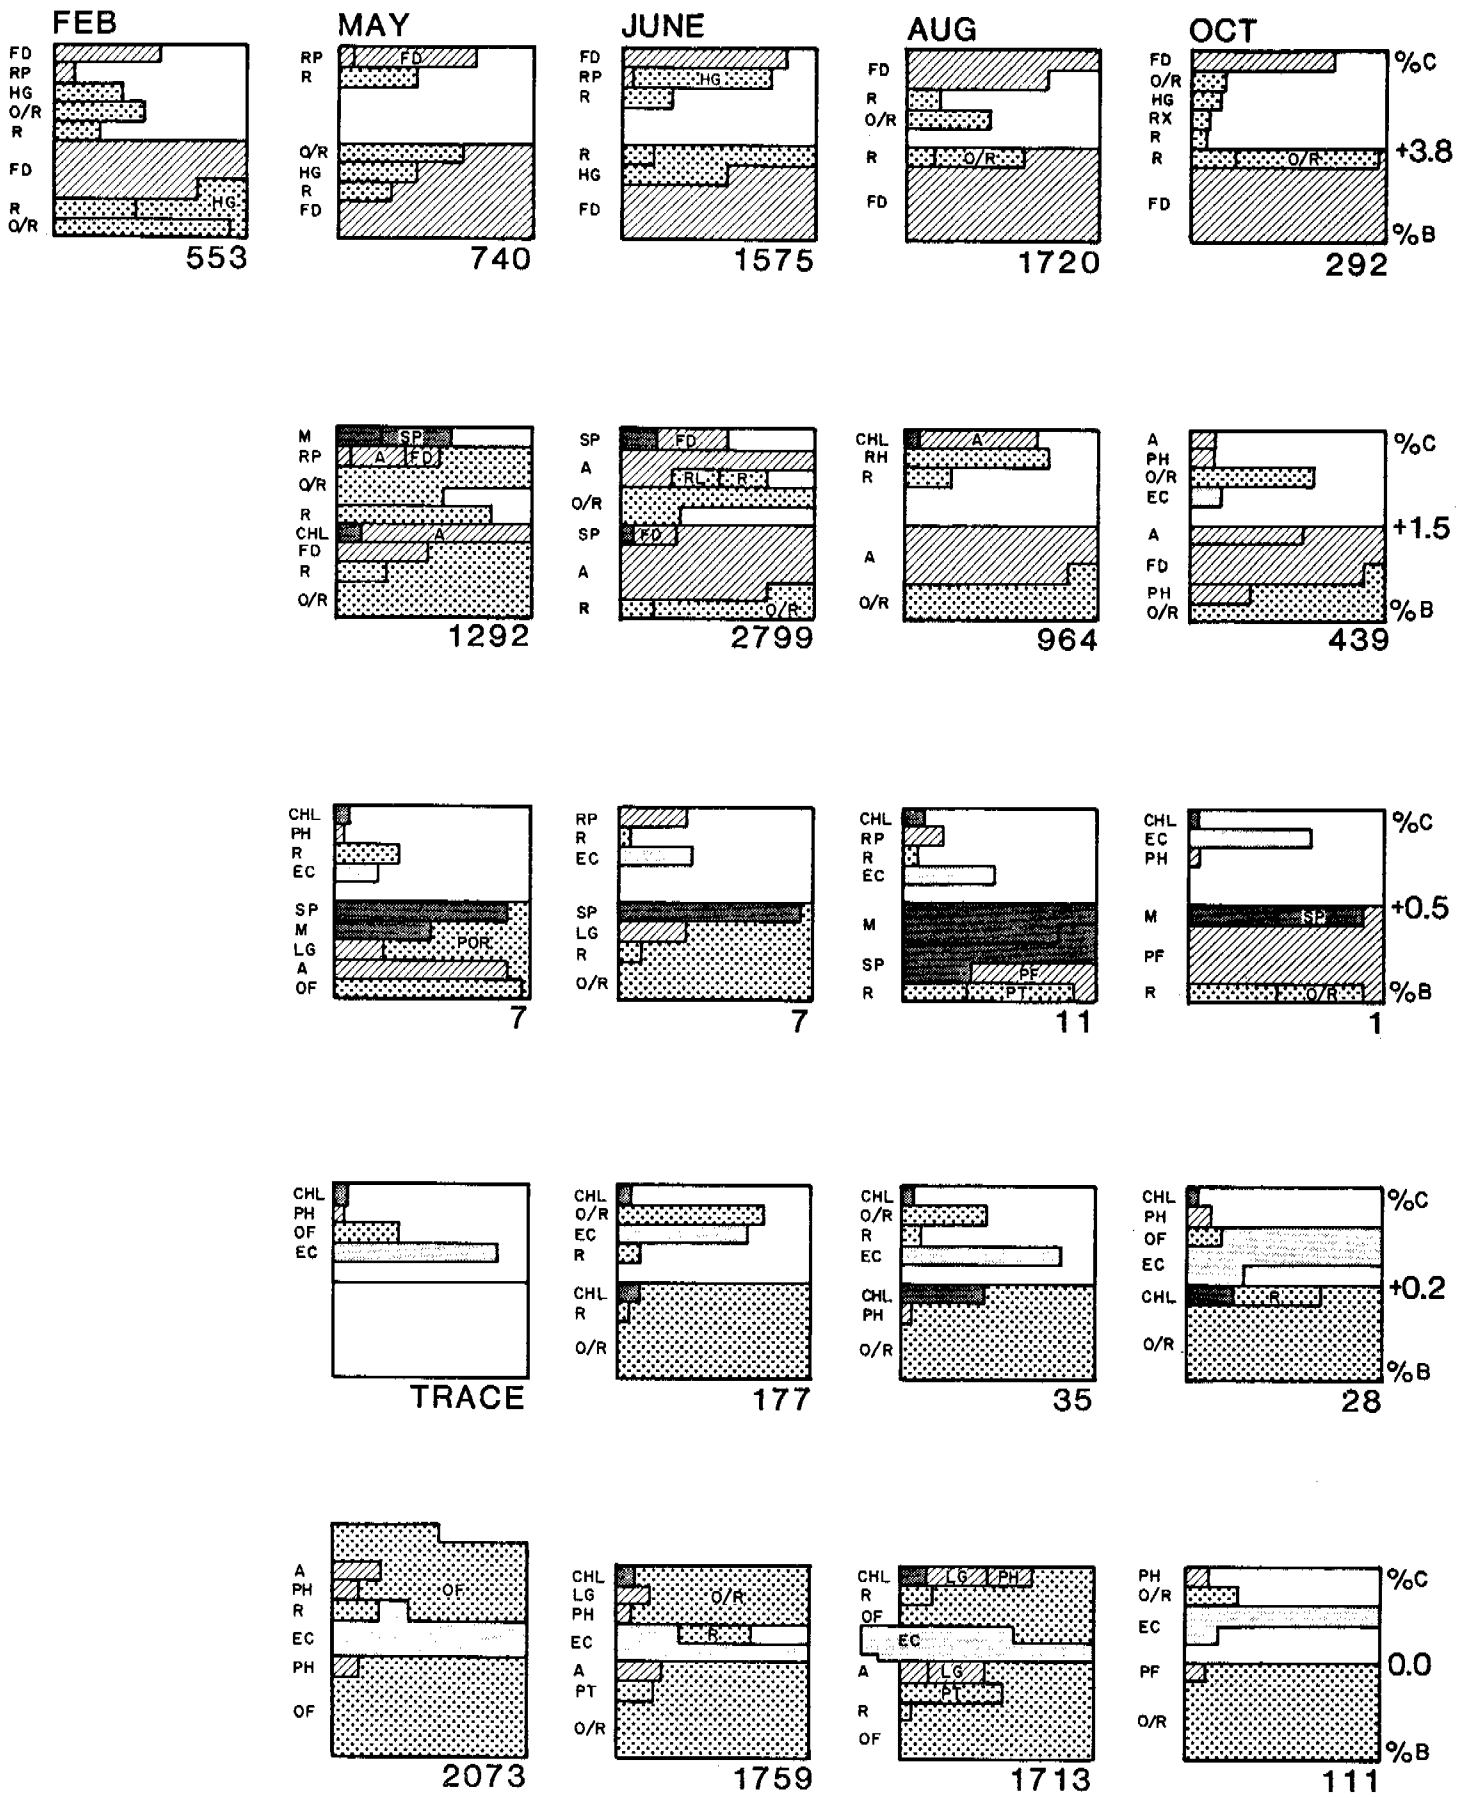 FEB MAY JUNE AUG OCT
FD
RP
HG
O/R
R
FD
HG
R
O/R
553
RP FD
R
O/R
HG
R
FD
740
FD
RP HG
R
R
HG
FD
1575
FD
R
O/R
R O/R
FD
1720
FD
O/R
HG
RX
R
R O/R
FD
292
%C
+3.8
%B
M SP
RP A FD
O/R
R
CHL A
FD
R
O/R
1292
SP FD
A
RL R
O/R
SP FD
A
R O/R
2799
CHL A
RH
R
A
O/R
964
A
PH
O/R
EC
A
FD
PH
O/R
439
%C
+1.5
%B
CHL
PH
R
EC
SP
M
POR
LG
A
OF
7
RP
R
EC
SP
LG
R
O/R
7
CHL
RP
R
EC
M
SP
PF
R PT
11
CHL
EC
PH
M SP
PF
R O/R
1
%C
+0.5
%B
CHL
PH
OF
EC
TRACE
CHL
O/R
EC
R
CHL
R
O/R
177
CHL
O/R
R
EC
CHL
PH
O/R
35
CHL
PH
OF
EC
CHL R
O/R
28
%C
+0.2
%B
A
PH OF
R
EC
PH
OF
2073
CHL
LG O/R
PH
R
EC
A
PT
O/R
1759
CHL LG PH
R
OF
EC
A LG
PT
R
OF
1713
PH
O/R
EC
PF
O/R
111
%C
0.0
%B